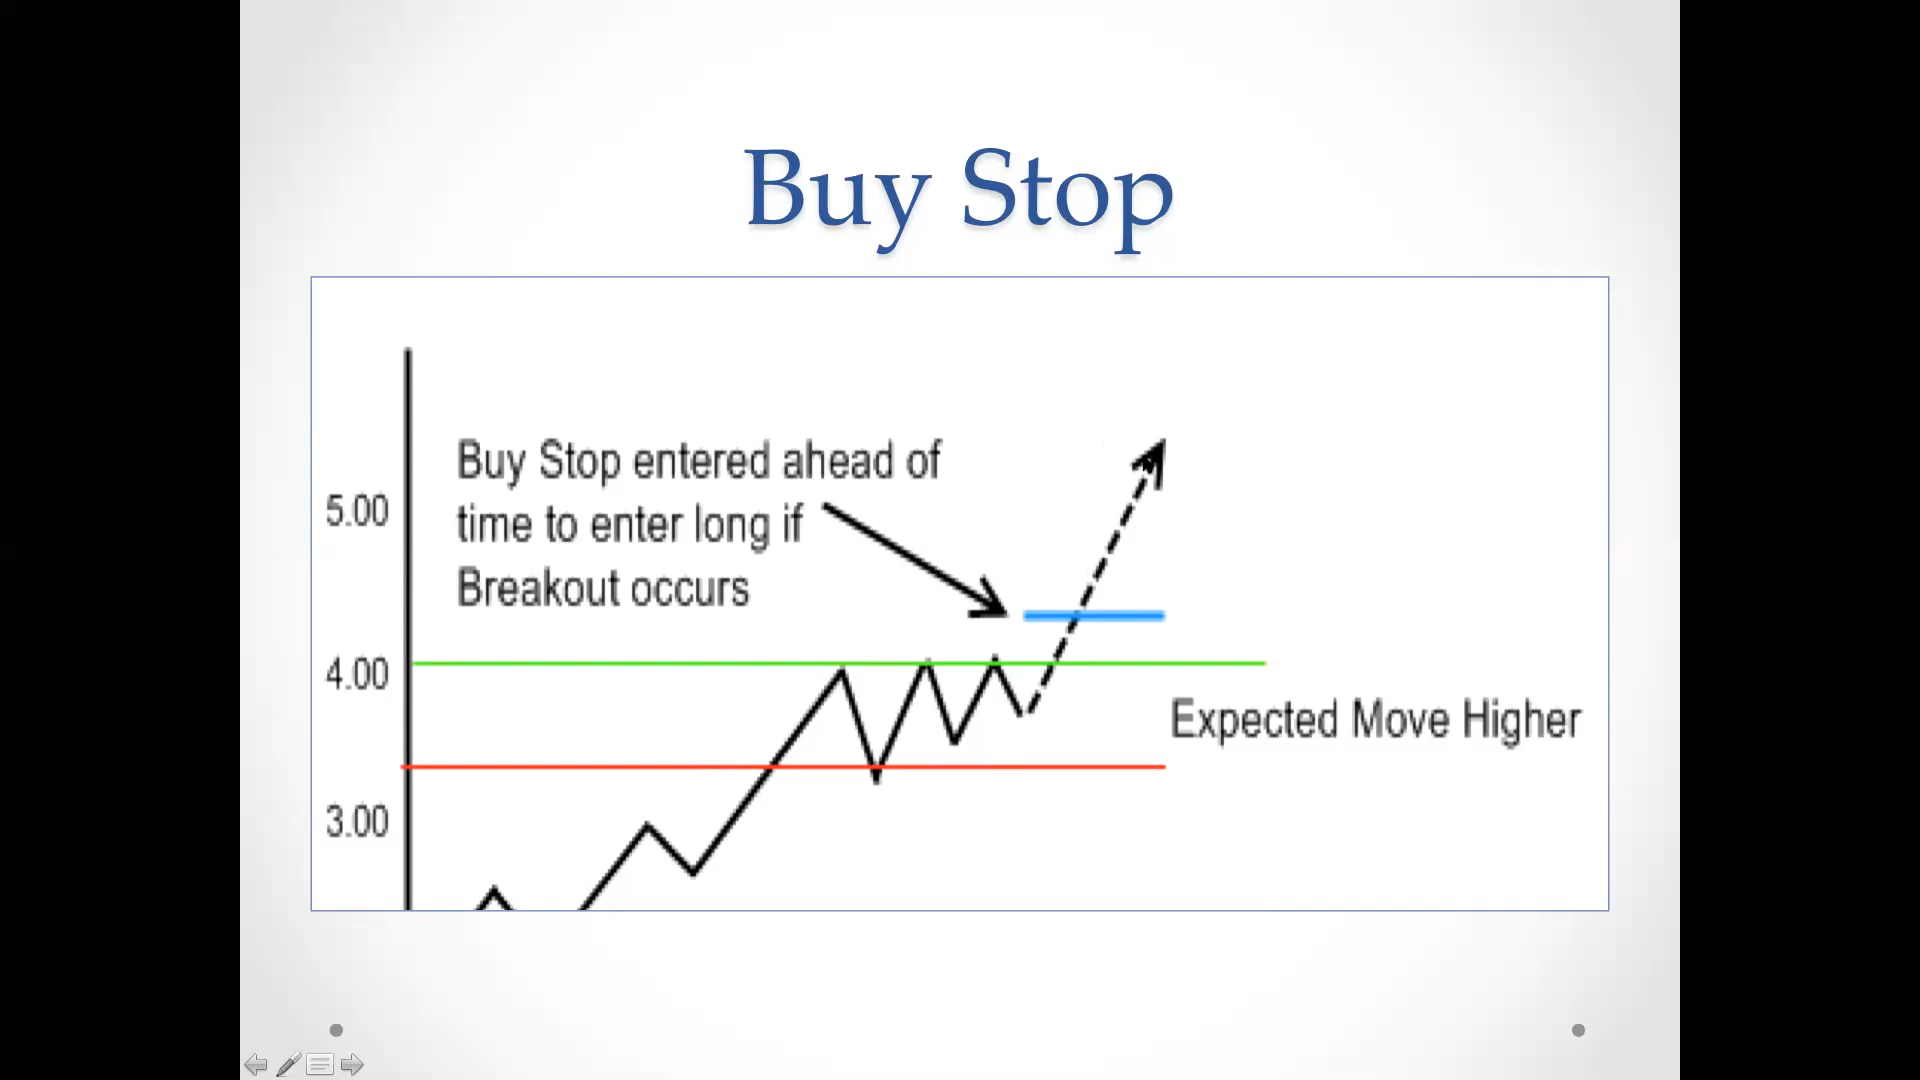 Buy Stop
Buy Stop entered ahead of
time to enter long if
Breakout occurs
5.00
4.00
Expected Move Higher
3.00